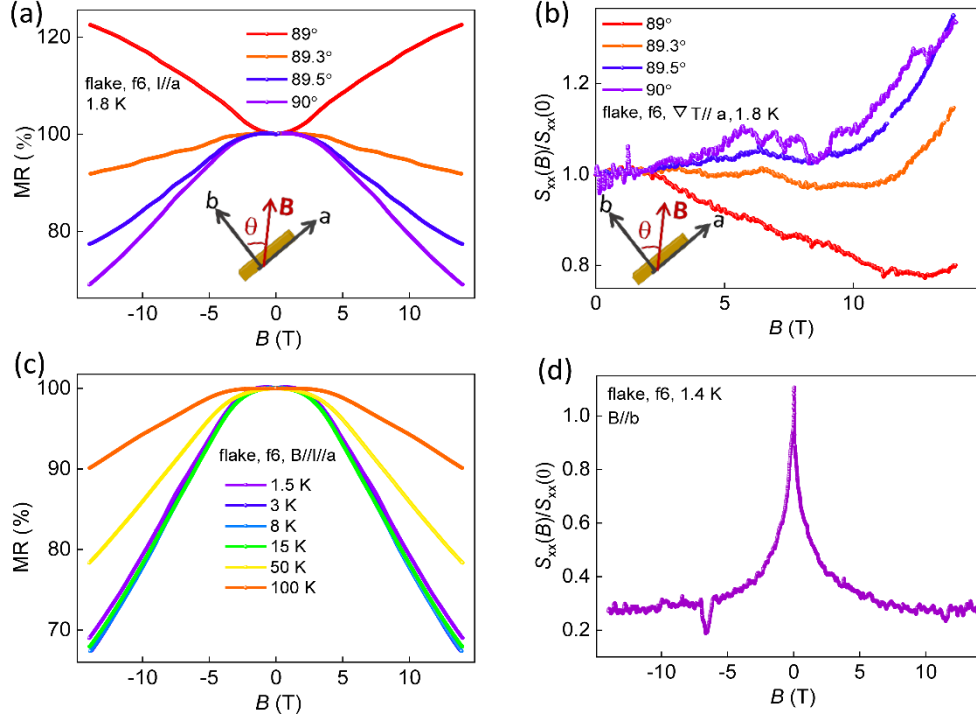 (a)
MR (%)
120
100
80
89°
89.3°
89.5°
90°
flake, f6, I//a
1.8 K
b
B
a
θ
-10 -5 0 5 10
B (T)
(b)
Sxx(B)/Sxx(0)
1.2
1.0
0.8
89°
89.3°
89.5°
90°
flake, f6, ∇T// a, 1.8 K
b
B
a
θ
0 5 10
B (T)
(c)
MR (%)
100
90
80
70
flake, f6, B//I//a
1.5 K
3 K
8 K
15 K
50 K
100 K
-10 -5 0 5 10
B (T)
(d)
Sxx(B)/Sxx(0)
1.0
0.8
0.6
0.4
0.2
flake, f6, 1.4 K
B//b
-10 -5 0 5 10
B (T)